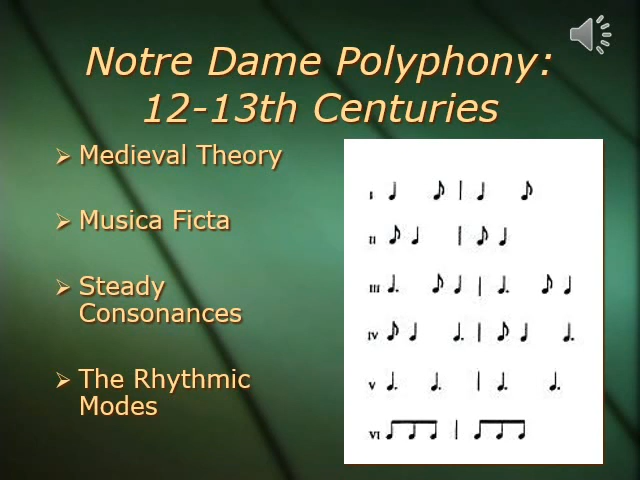 Notre Dame Polyphony:
12-13th Centuries
Medieval Theory
Musica Ficta
Steady
Consonances
The Rhythmic
Modes
I
II
III
IV
V
VI